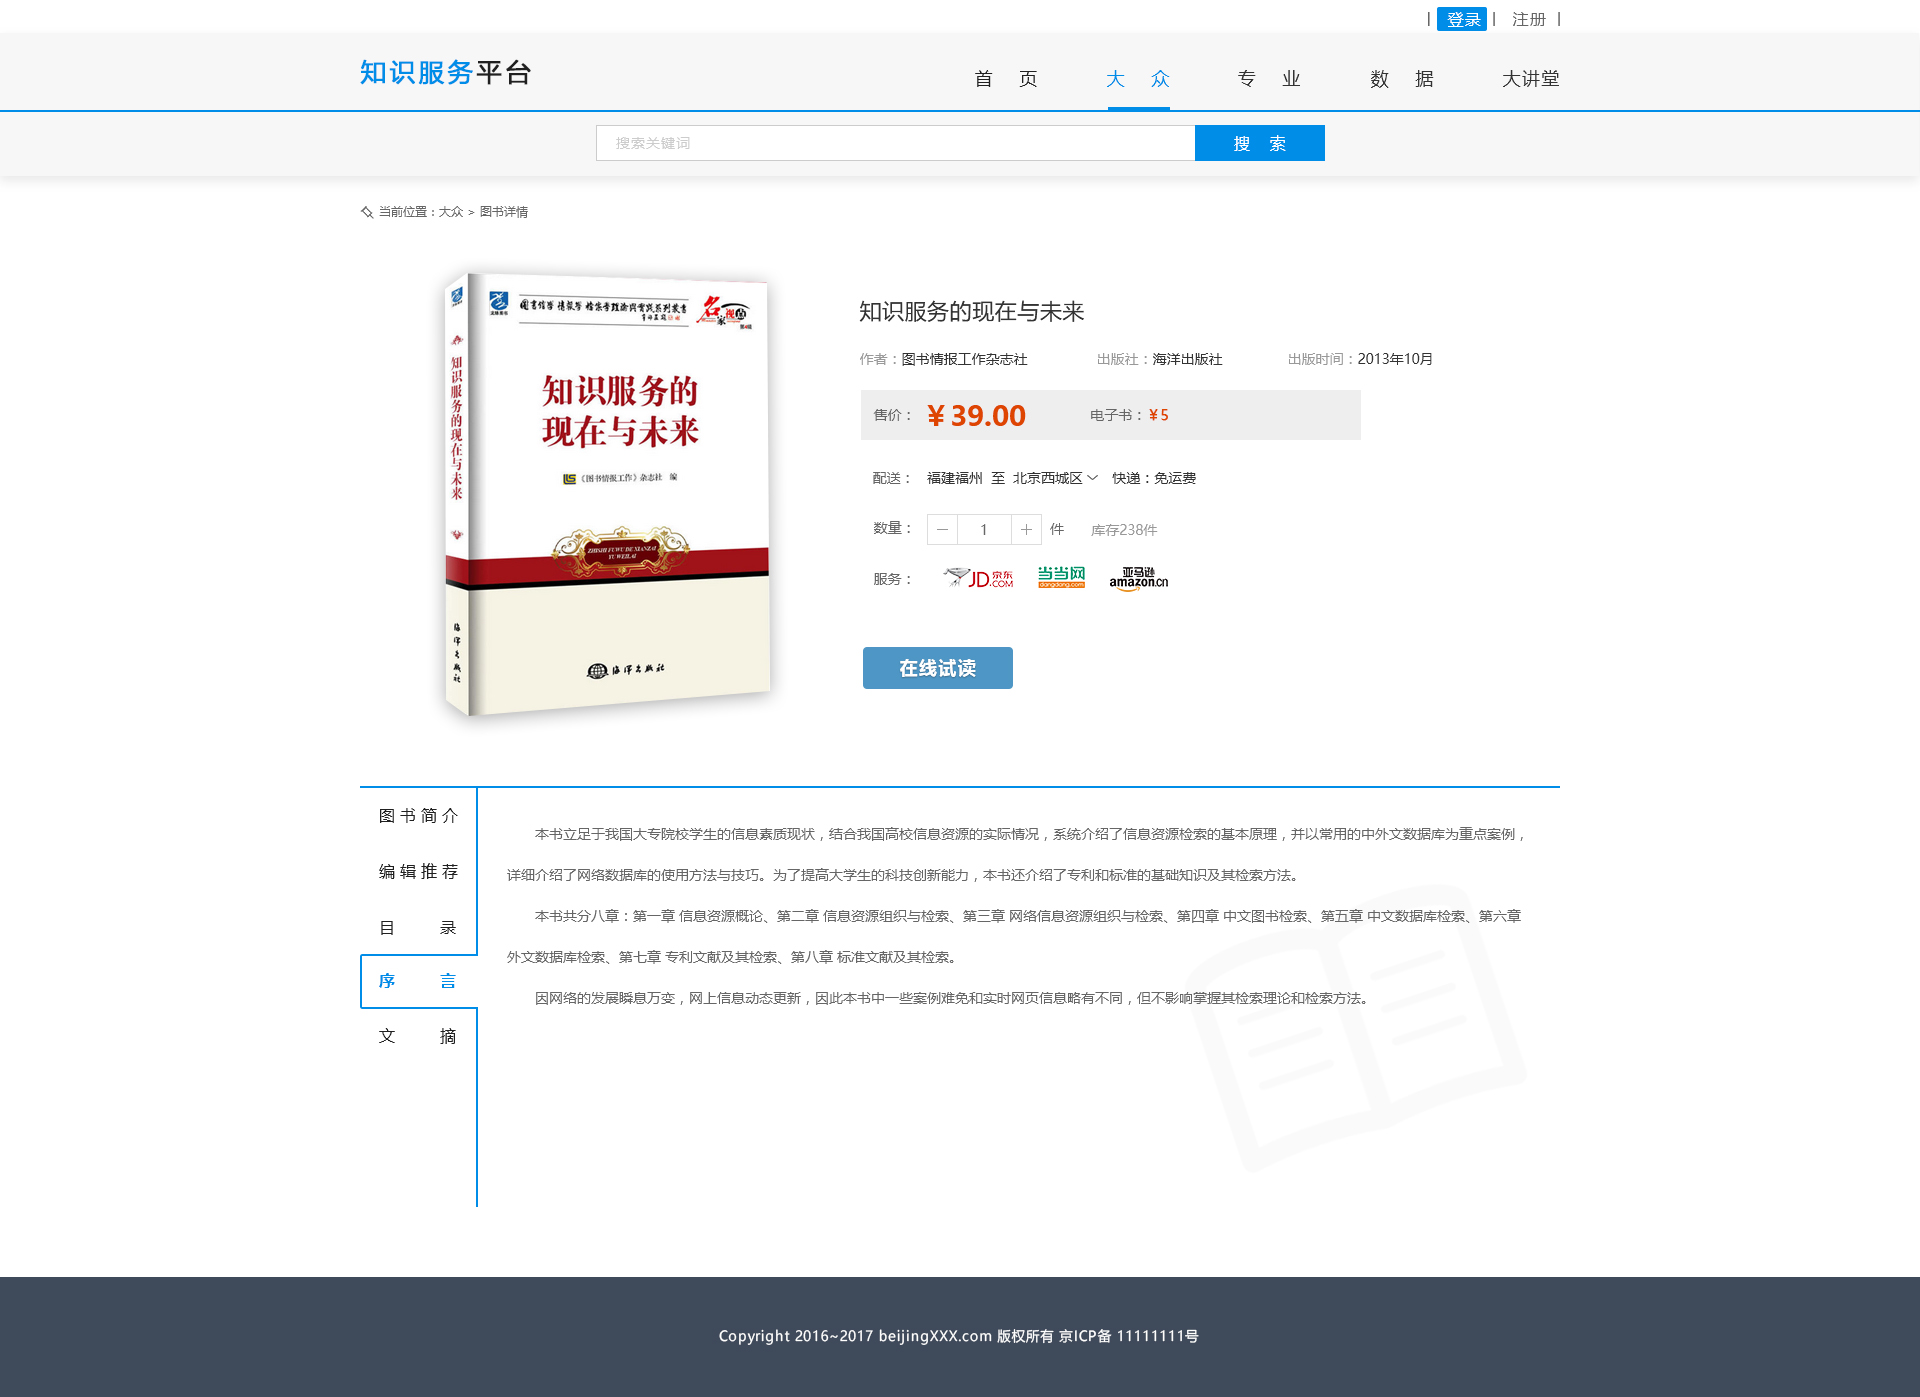 | 登录 | 注册 |
知识服务平台
首 页 大 众 专 业 数 据 大讲堂
搜索关键词 搜 索
当前位置：大众 > 图书详情
知识服务的现在与未来
海洋出版社
名家视点
知识服务的
现在与未来
《图书情报工作》杂志社 编
ZHISHI FUWU DE XIANZAI
YU WEILAI
海洋出版社
知识服务的现在与未来
作者：图书情报工作杂志社 出版社：海洋出版社 出版时间：2013年10月
售价： ￥39.00 电子书：￥5
配送： 福建福州 至 北京西城区 快递：免运费
数量： 1 件 库存238件
服务： JD 京东 .COM 当当网 dangdang.com 亚马逊 amazon.cn
在线试读
图书简介
编辑推荐
目 录
序 言
文 摘
本书立足于我国大专院校学生的信息素质现状，结合我国高校信息资源的实际情况，系统介绍了信息资源检索的基本原理，并以常用的中外文数据库为重点案例，
详细介绍了网络数据库的使用方法与技巧。为了提高大学生的科技创新能力，本书还介绍了专利和标准的基础知识及其检索方法。
本书共分八章：第一章 信息资源概论、第二章 信息资源组织与检索、第三章 网络信息资源组织与检索、第四章 中文图书检索、第五章 中文数据库检索、第六章
外文数据库检索、第七章 专利文献及其检索、第八章 标准文献及其检索。
因网络的发展瞬息万变，网上信息动态更新，因此本书中一些案例难免和实时网页信息略有不同，但不影响掌握其检索理论和检索方法。
Copyright 2016~2017 beijingXXX.com 版权所有 京ICP备 11111111号